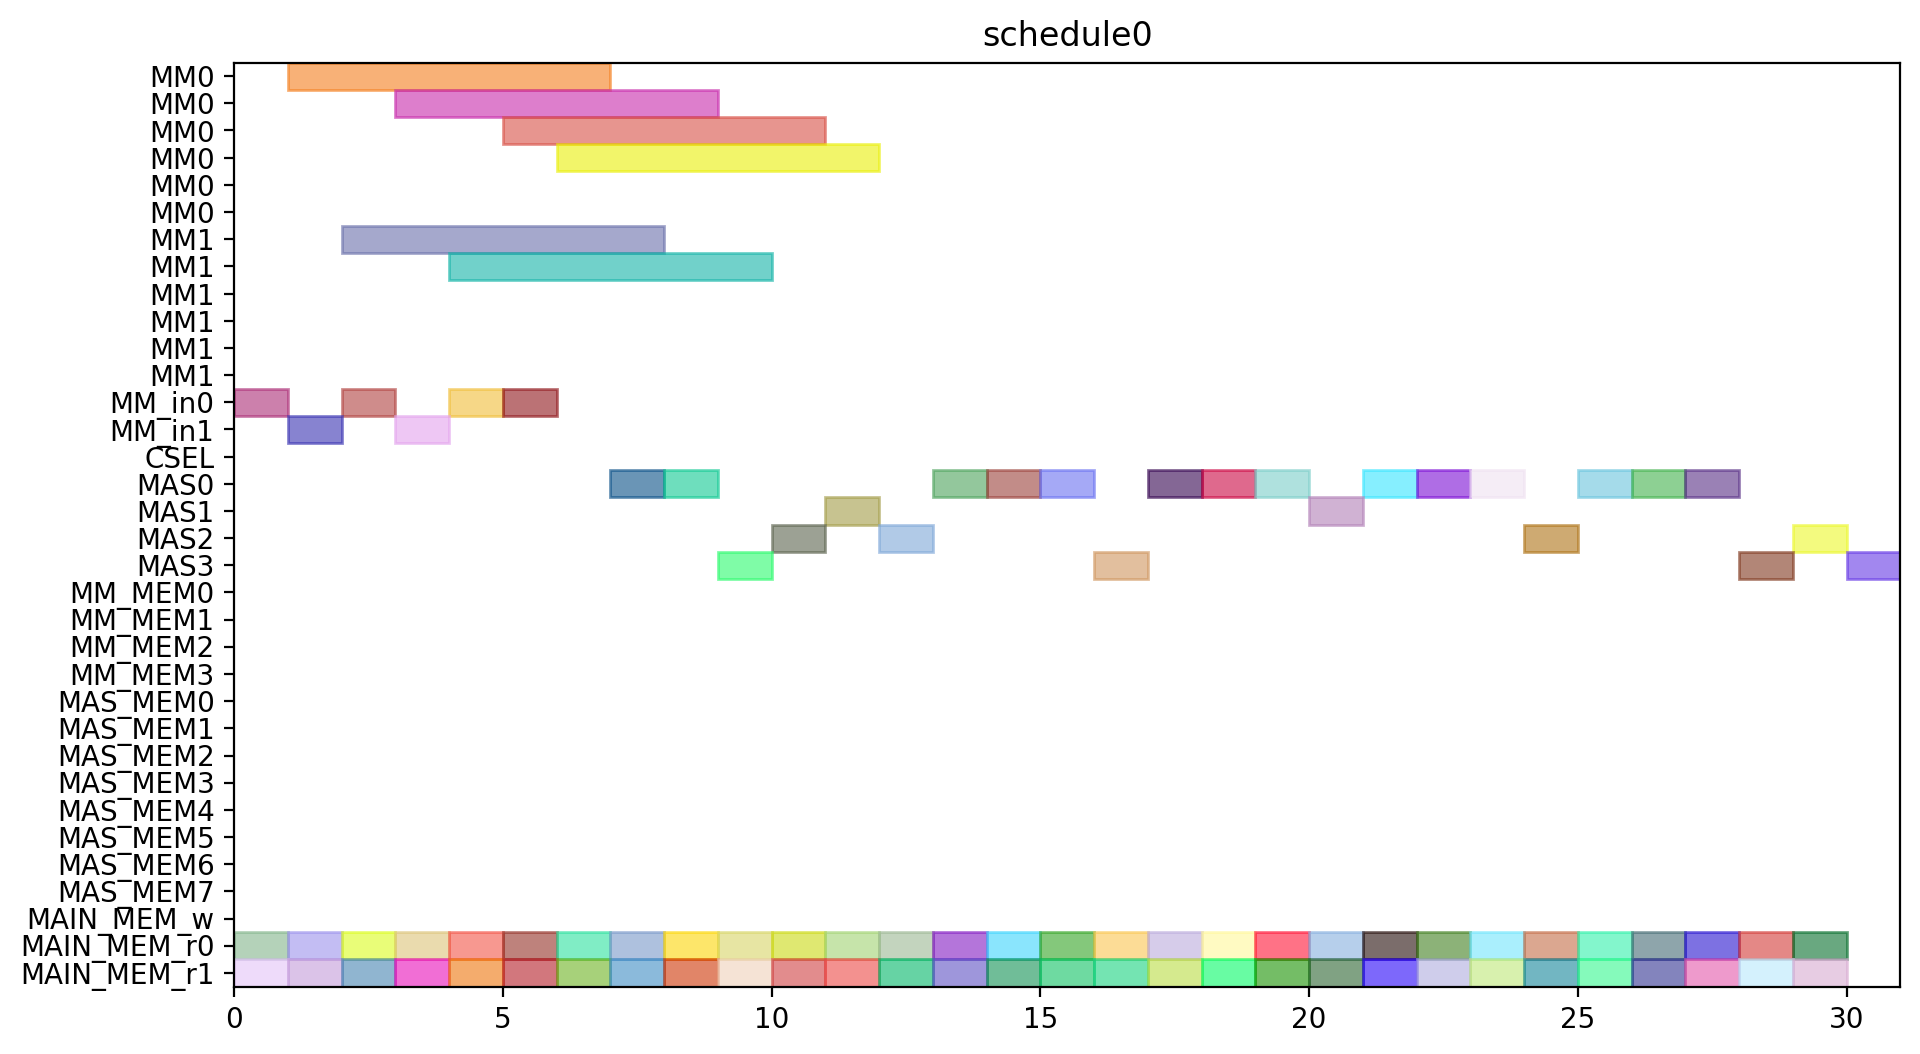 schedule0
MM0
MM0
MM0
MM0
MM0
MM0
MM1
MM1
MM1
MM1
MM1
MM1
MM_in0
MM_in1
CSEL
MAS0
MAS1
MAS2
MAS3
MM_MEM0
MM_MEM1
MM_MEM2
MM_MEM3
MAS_MEM0
MAS_MEM1
MAS_MEM2
MAS_MEM3
MAS_MEM4
MAS_MEM5
MAS_MEM6
MAS_MEM7
MAIN_MEM_w
MAIN_MEM_r0
MAIN_MEM_r1
0 5 10 15 20 25 30